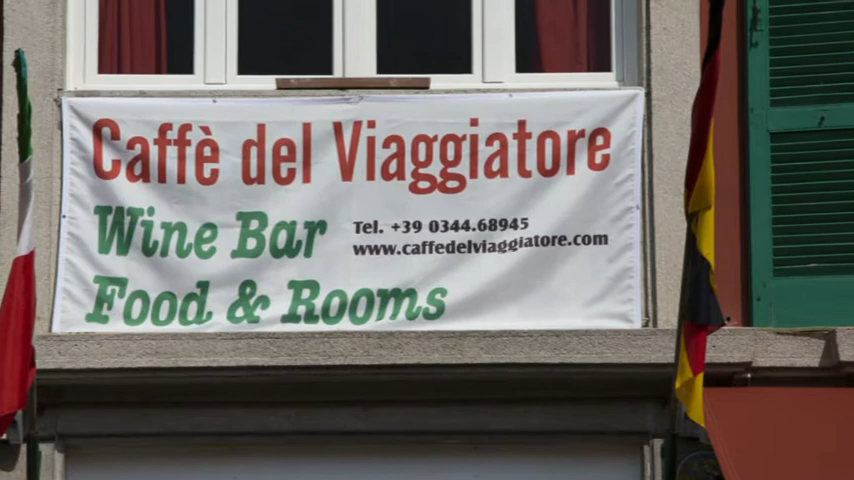 Caffè del Viaggiatore
Wine Bar
Tel. +39 0344.68945
www.caffedelviaggiatore.com
Food & Rooms